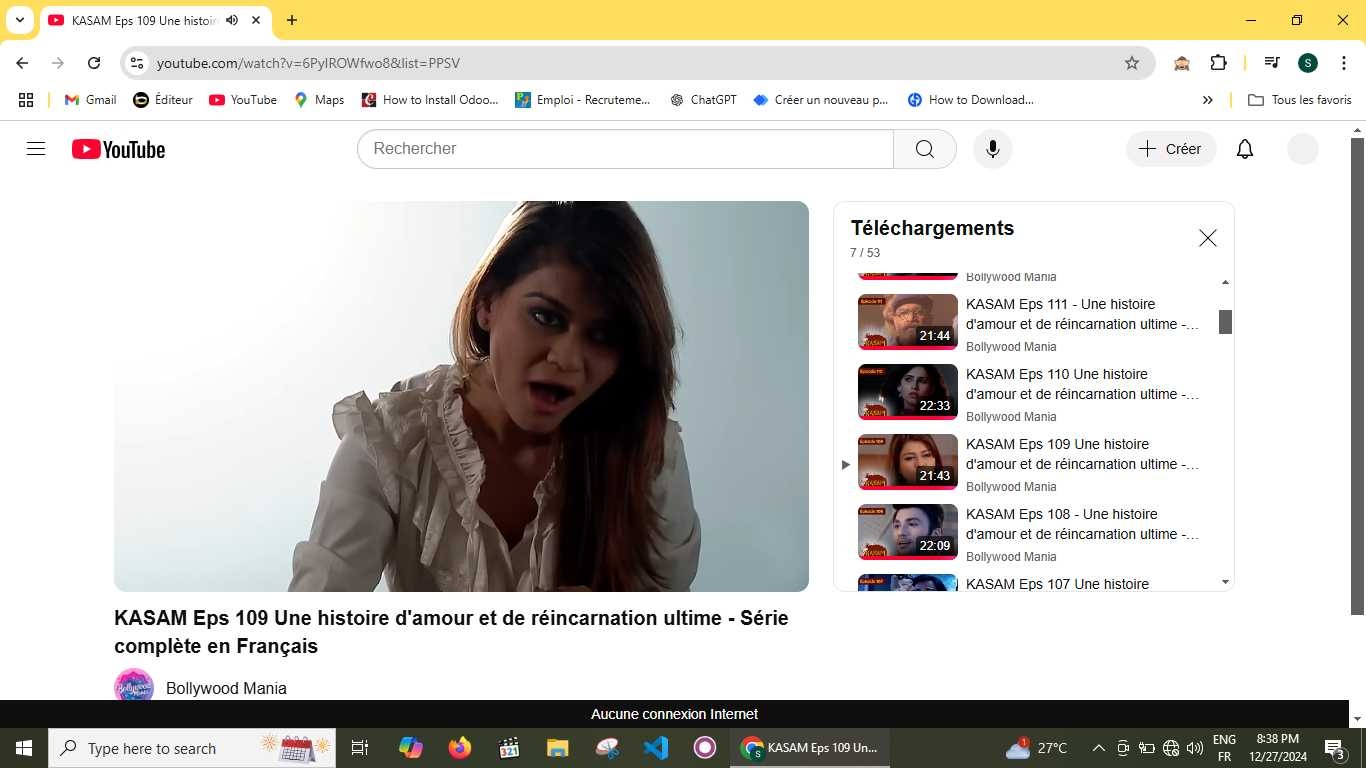 KASAM Eps 109 Une histoir
youtube.com/watch?v=6PyIROWfwo8&list=PPSV
S
Gmail
Éditeur
YouTube
Maps
How to Install Odoo...
Emploi - Recruteme...
ChatGPT
Créer un nouveau p...
How to Download...
Tous les favoris
YouTube
Rechercher
Créer
Téléchargements
7 / 53
Bollywood Mania
KASAM Eps 111 - Une histoire
d'amour et de réincarnation ultime -...
21:44
Bollywood Mania
KASAM Eps 110 Une histoire
d'amour et de réincarnation ultime -...
22:33
Bollywood Mania
KASAM Eps 109 Une histoire
d'amour et de réincarnation ultime -...
21:43
Bollywood Mania
KASAM Eps 108 - Une histoire
d'amour et de réincarnation ultime -...
22:09
Bollywood Mania
KASAM Eps 107 Une histoire
KASAM Eps 109 Une histoire d'amour et de réincarnation ultime - Série
complète en Français
Bollywood Mania
Aucune connexion Internet
Type here to search
KASAM Eps 109 Un...
27°C
ENG
FR
8:38 PM
12/27/2024
3